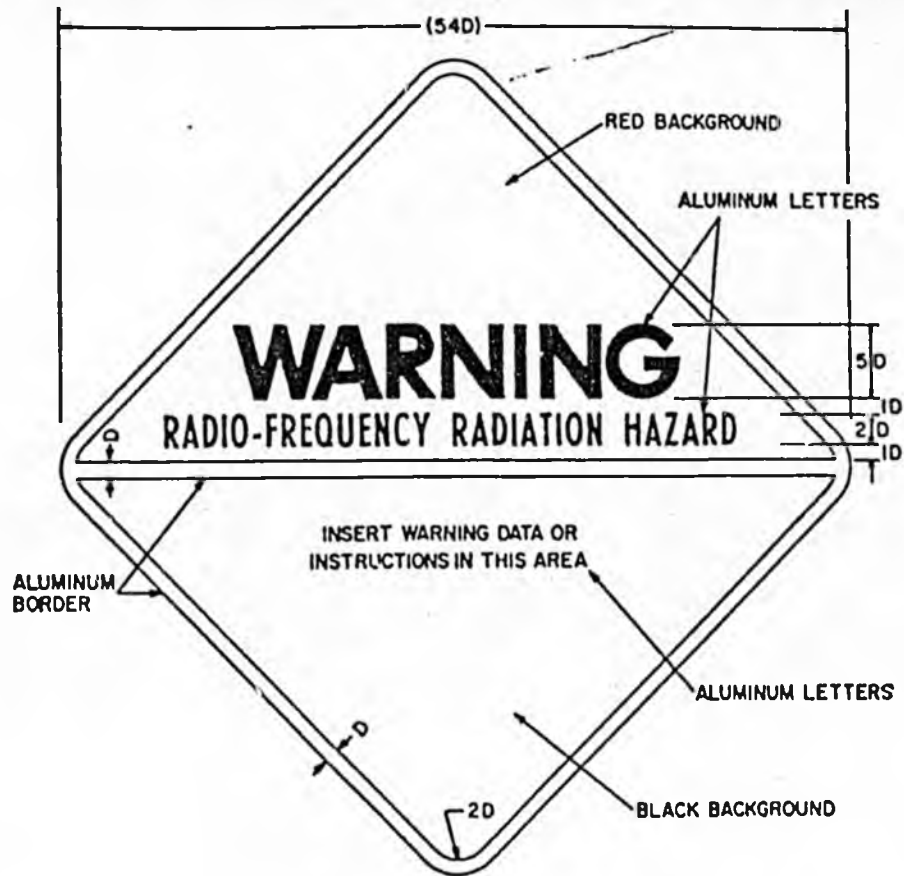 (54D)
RED BACKGROUND
ALUMINUM LETTERS
WARNING
5D
1D
RADIO-FREQUENCY RADIATION HAZARD
2D
1D
D
INSERT WARNING DATA OR
INSTRUCTIONS IN THIS AREA
ALUMINUM
BORDER
ALUMINUM LETTERS
D
2D
BLACK BACKGROUND